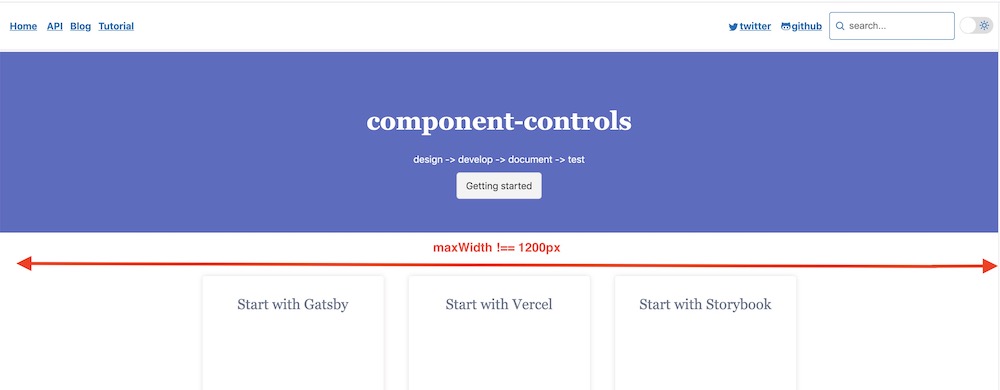 Home API Blog Tutorial twitter github search...
component-controls
design -> develop -> document -> test
Getting started
maxWidth !== 1200px
Start with Gatsby Start with Vercel Start with Storybook